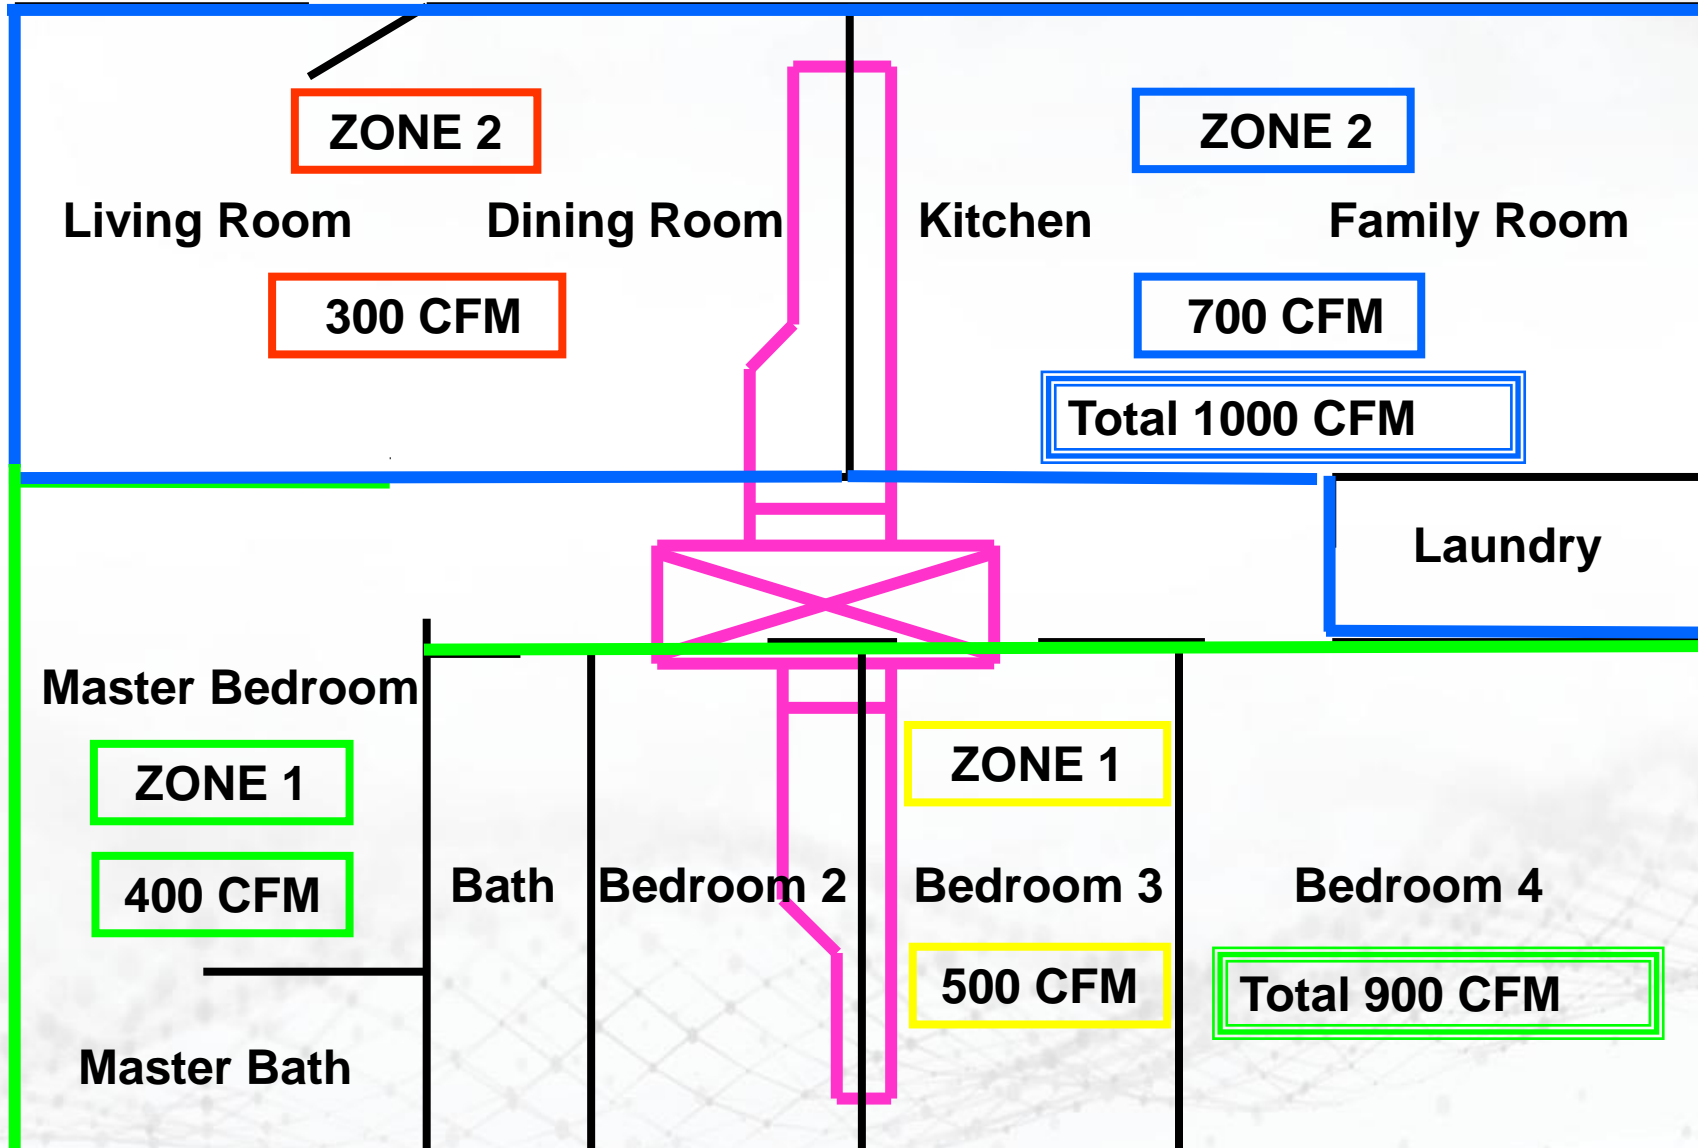 ZONE 2
ZONE 2
Living Room
Dining Room
Kitchen
Family Room
300 CFM
700 CFM
Total 1000 CFM
Laundry
Master Bedroom
ZONE 1
ZONE 1
400 CFM
Bath
Bedroom 2
Bedroom 3
Bedroom 4
500 CFM
Total 900 CFM
Master Bath